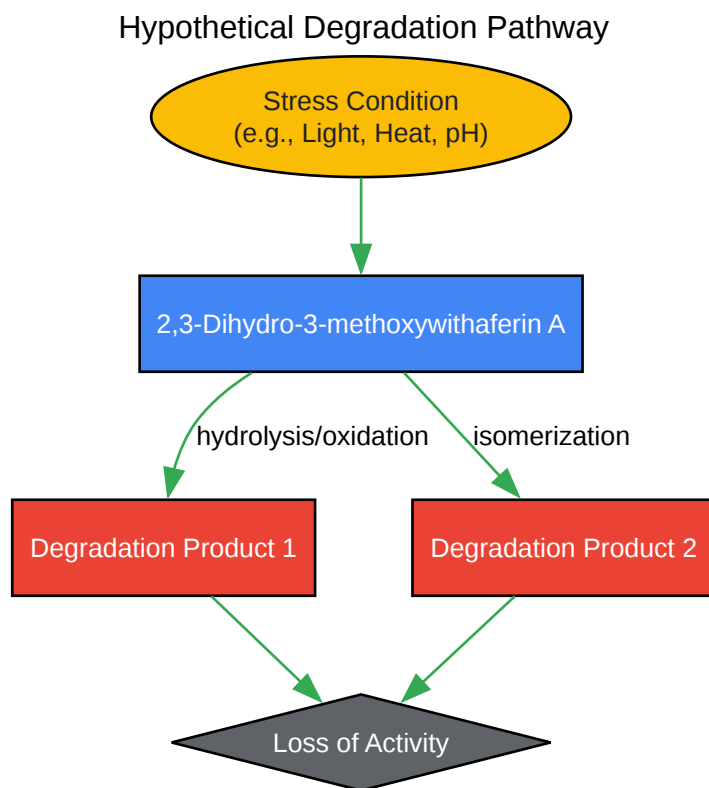 Hypothetical Degradation Pathway
Stress Condition
(e.g., Light, Heat, pH)
2,3-Dihydro-3-methoxywithaferin A
hydrolysis/oxidation
isomerization
Degradation Product 1
Degradation Product 2
Loss of Activity